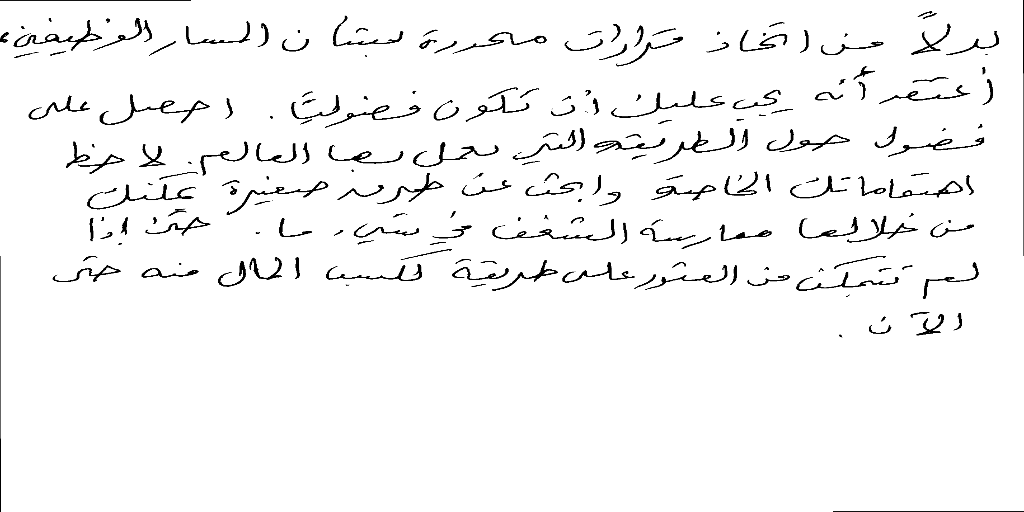 بدلاً من اتخاذ قرارات محددة بشأن المسار الوظيفي،
أعتقد أنه يجب عليك أن تكون فضوليًا. احصل على
فضول حول الطريقة التي يعمل بها العالم. لاحظ
اهتماماتك الخاصة وابحث عن طرق صغيرة يمكنك
من خلالها ممارسة الشغف في شيء ما. حتى إذا
لم تتمكن من العثور على طريقة لكسب المال منه حتى
الآن.